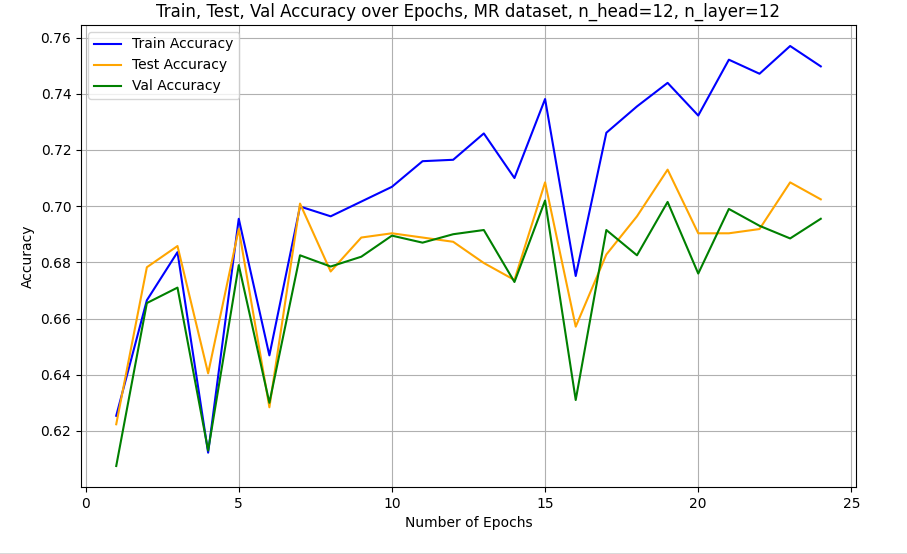 Train, Test, Val Accuracy over Epochs, MR dataset, n_head=12, n_layer=12
Train Accuracy
Test Accuracy
Val Accuracy
0.76
0.74
0.72
0.70
0.68
0.66
0.64
0.62
Accuracy
0
5
10
15
20
25
Number of Epochs